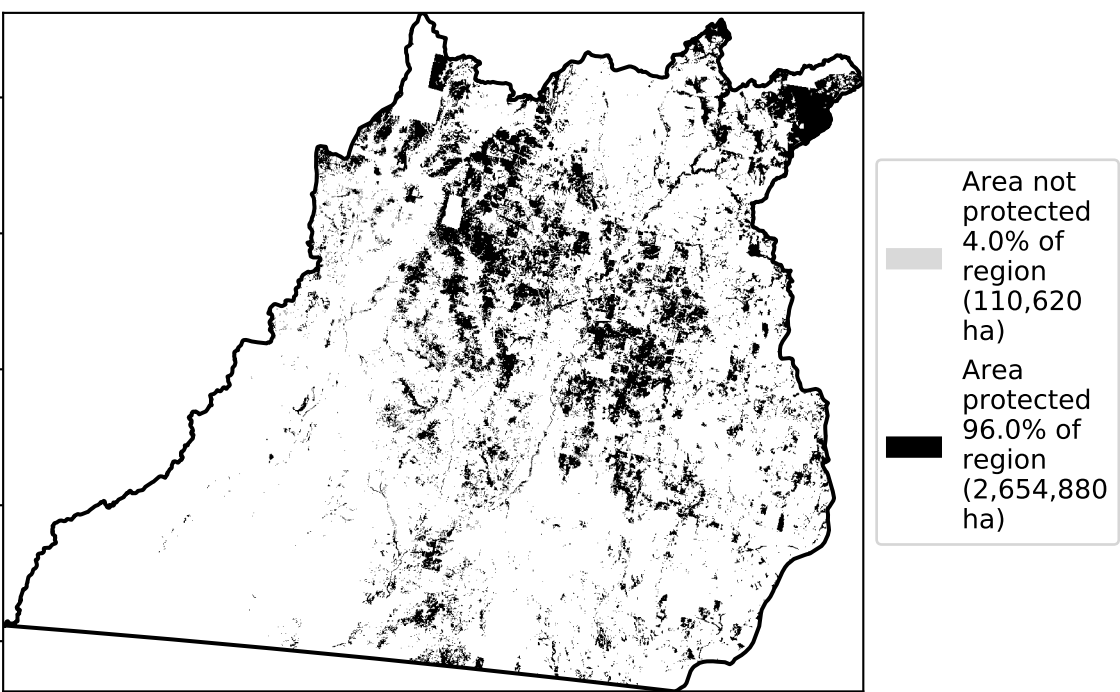 Area not
protected
4.0% of
region
(110,620
ha)
Area
protected
96.0% of
region
(2,654,880
ha)